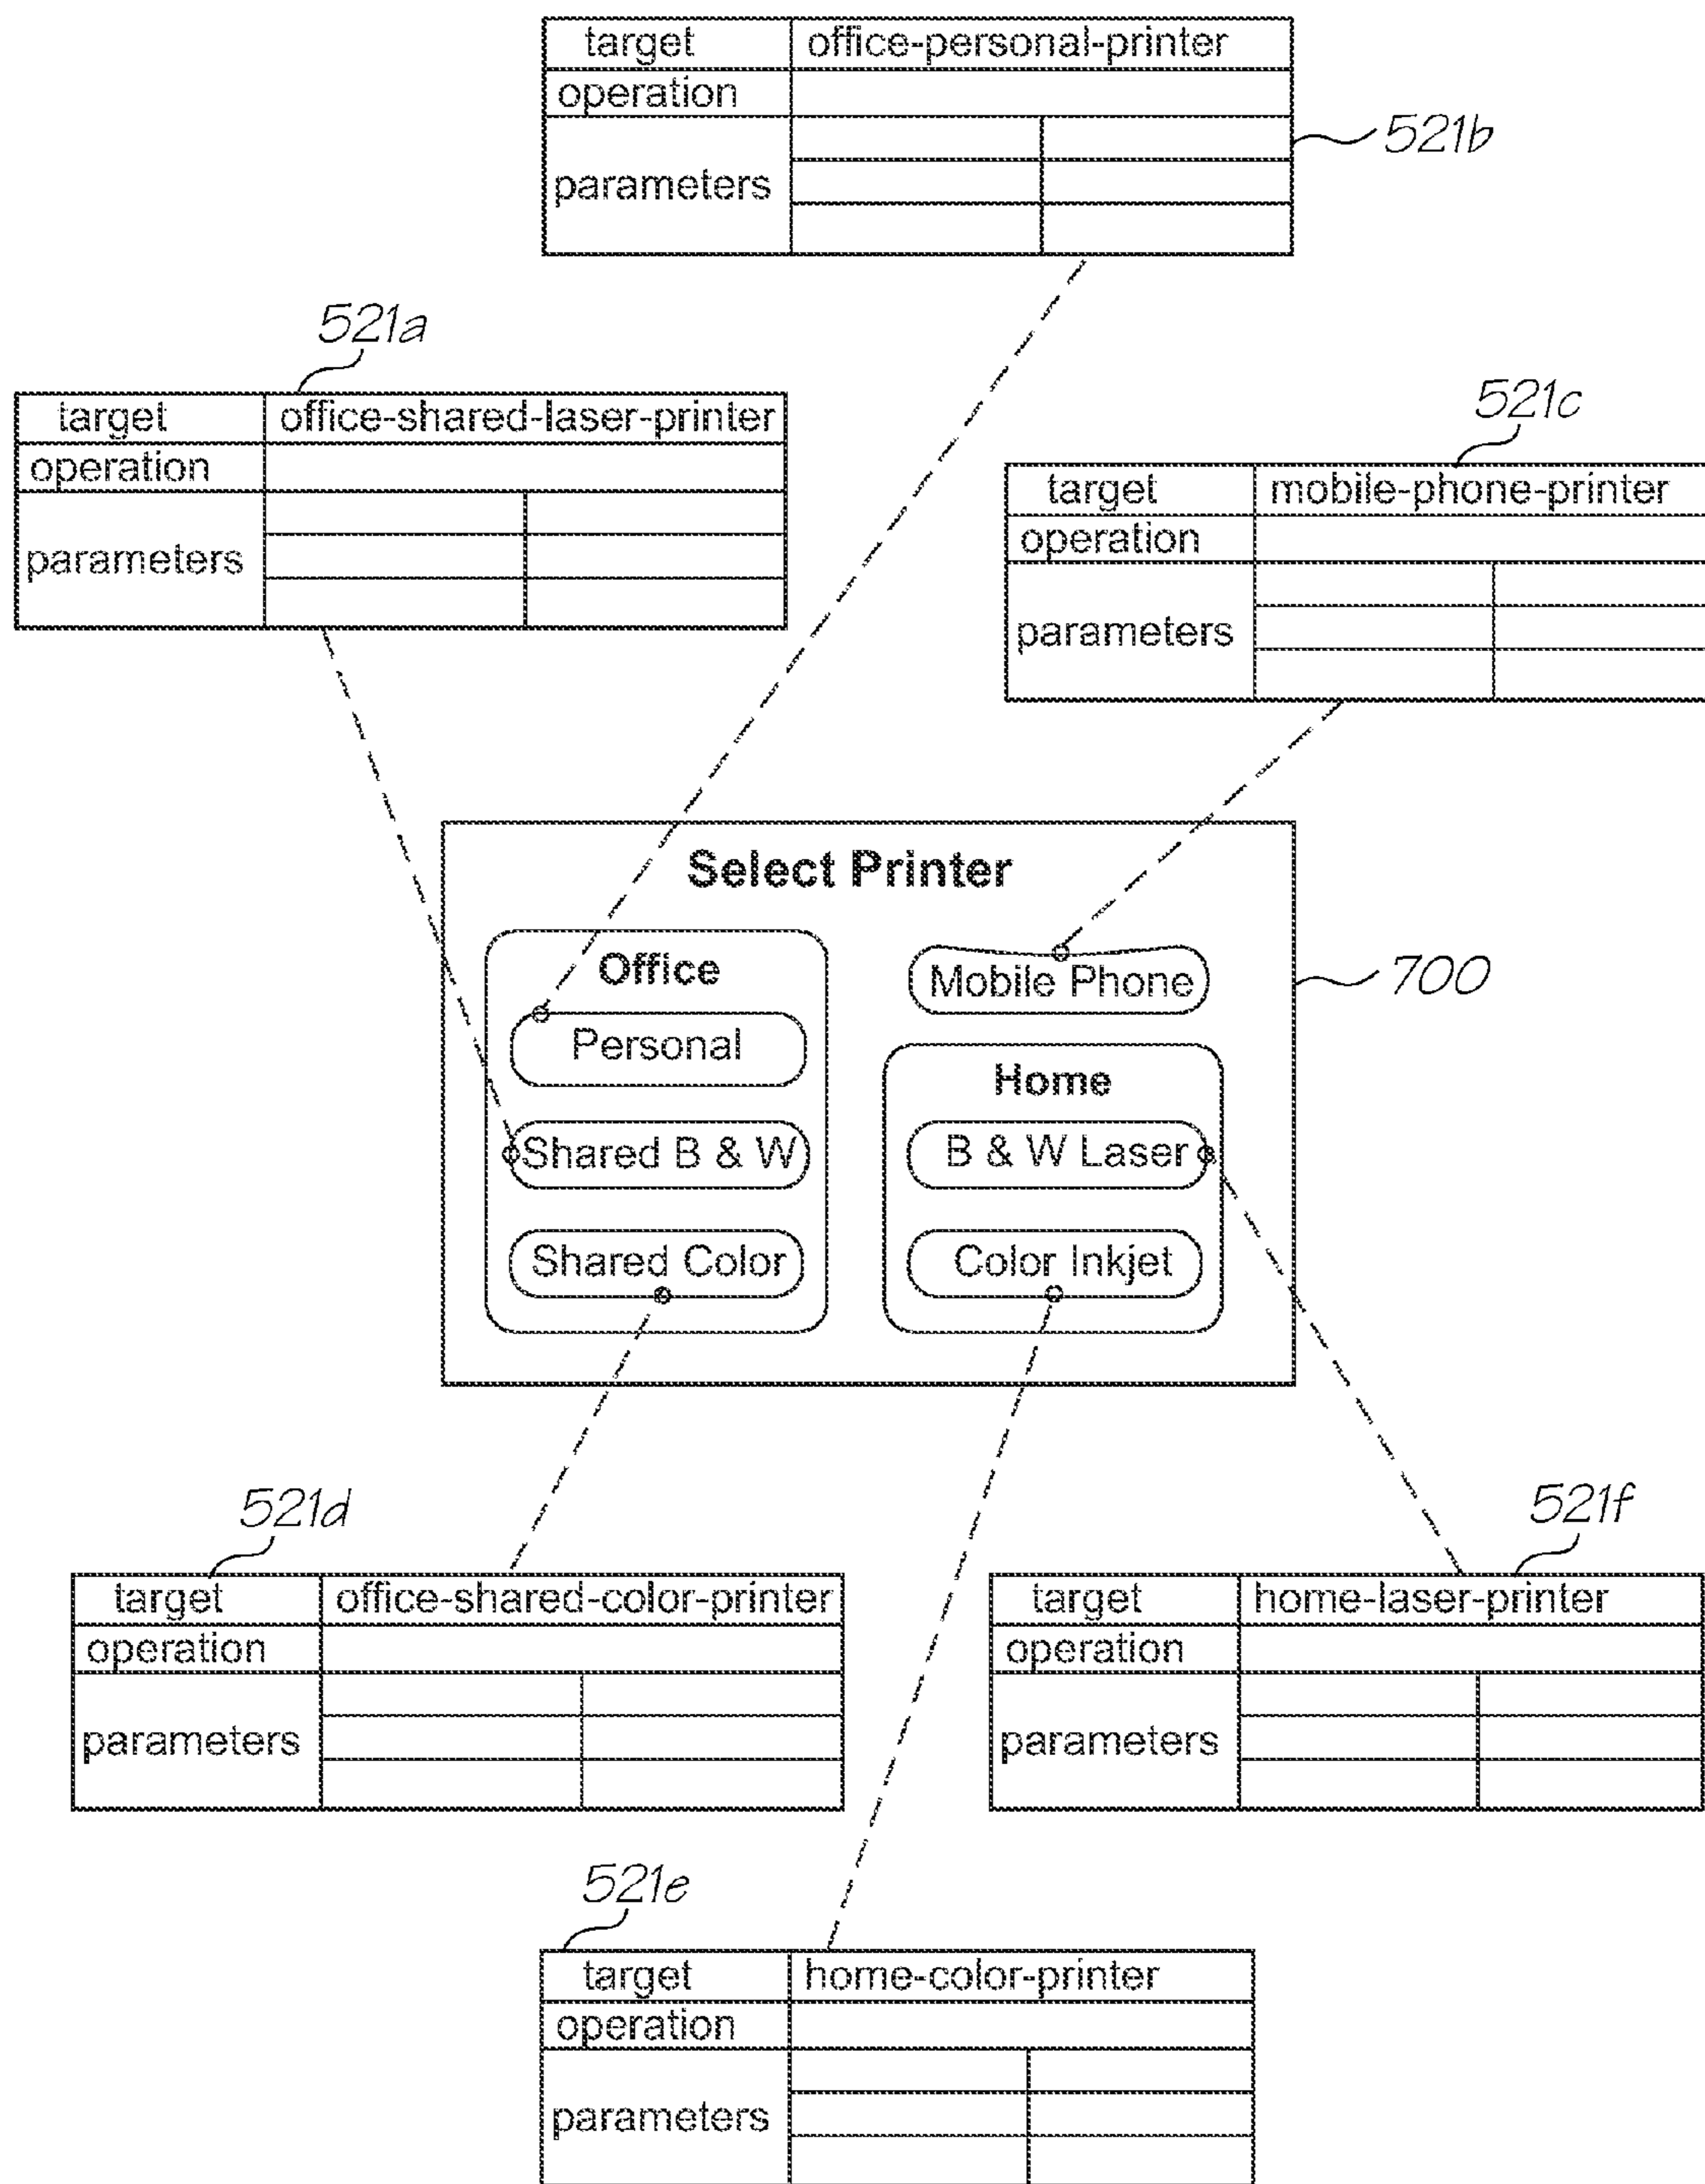 target office-personal-printer
operation
parameters
521b
521a
target office-shared-laser-printer
operation
parameters
521c
target mobile-phone-printer
operation
parameters
Select Printer
Office
Personal
Shared B & W
Shared Color
Mobile Phone
Home
B & W Laser
Color Inkjet
700
521d
target office-shared-color-printer
operation
parameters
521f
target home-laser-printer
operation
parameters
521e
target home-color-printer
operation
parameters